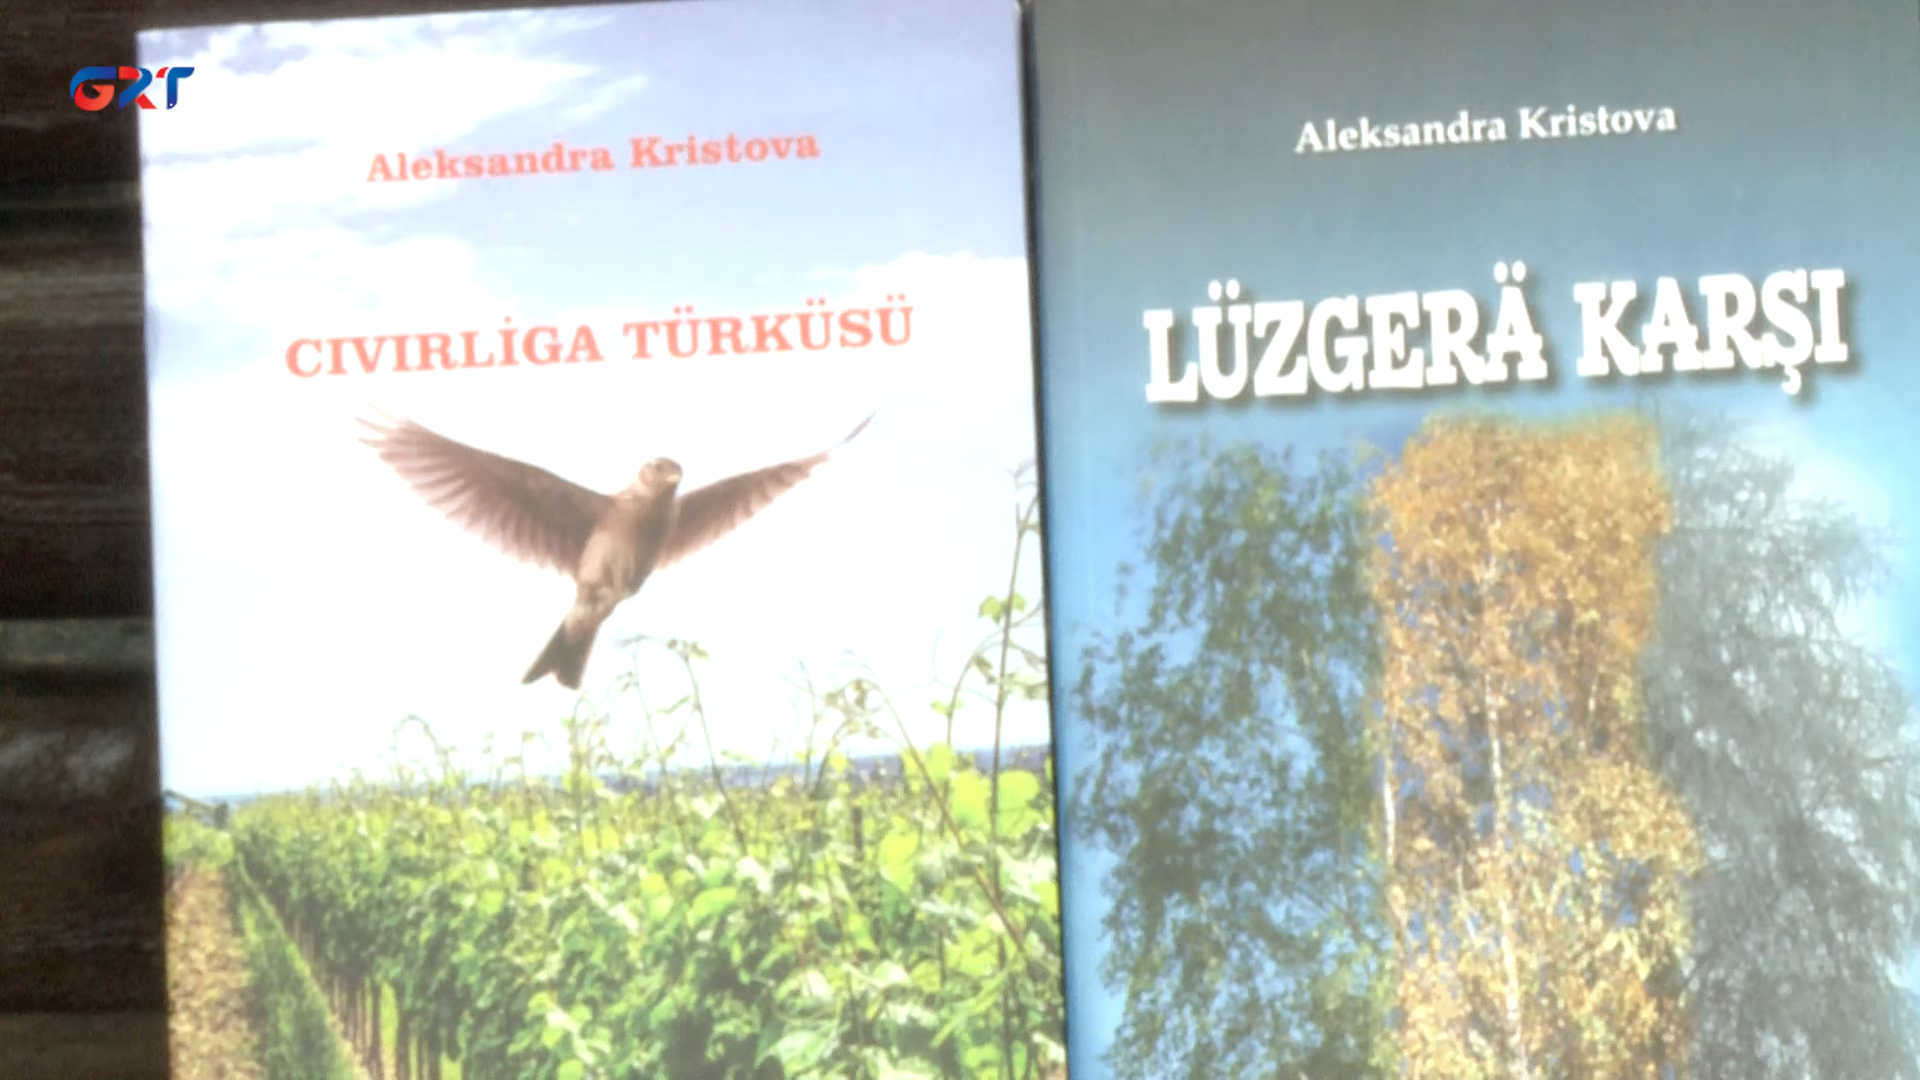 GRT
Aleksandra Kristova
CIVIRLİGA TÜRKÜSÜ
Aleksandra Kristova
LÜZGERÄ KARŞI